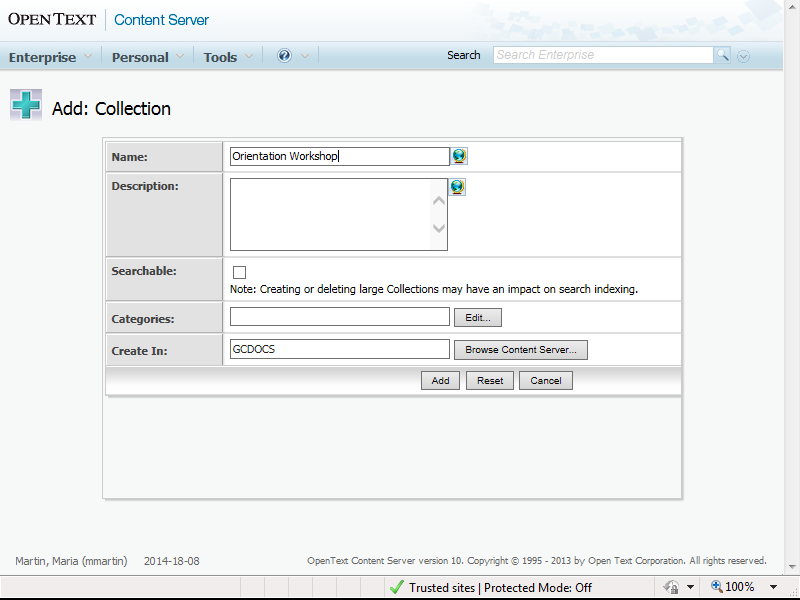 OPEN TEXT Content Server
Enterprise Personal Tools Search Search Enterprise
Add: Collection
Name: Orientation Workshop
Description:
Searchable:
Note: Creating or deleting large Collections may have an impact on search indexing.
Categories: Edit...
Create In: GCDOCS Browse Content Server...
Add Reset Cancel
Martin, Maria (mmartin) 2014-18-08 OpenText Content Server version 10. Copyright © 1995 - 2013 by Open Text Corporation. All rights reserved.
Trusted sites | Protected Mode: Off 100%